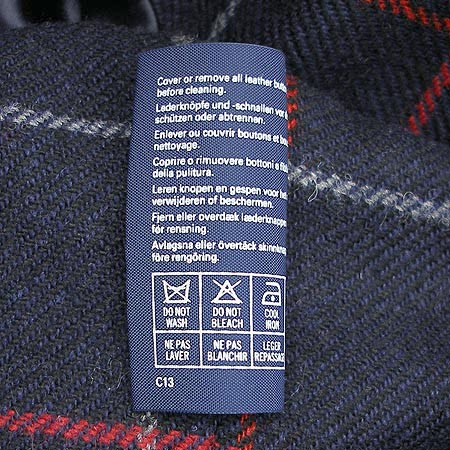 Cover or remove all leather
before cleaning.
Lederknöpfe und -schnallen vor
schützen oder abtrennen.
Enlever ou couvrir boutons et
nettoyage.
Coprire o rimuovere bottoni e
della pulitura.
Leren knopen en gespen voor het
verwijderen of beschermen.
Fjern eller overdæk
før rensning.
Avlagsna eller övertäck
före rengöring.
DO NOT WASH
DO NOT BLEACH
COOL IRON
NE PAS LAVER
NE PAS BLANCHIR
LEGER REPASSAGE
C13